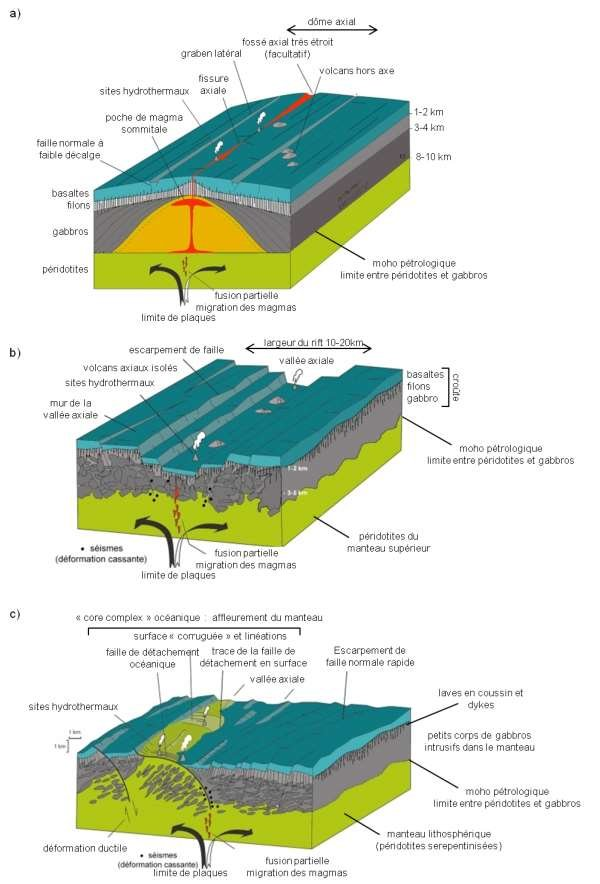 a)
dôme axial
fossé axial très étroit
(facultatif)
graben latéral
volcans hors axe
fissure
axiale
sites hydrothermaux
poche de magma
sommitale
1-2 km
3-4 km
faille normale à
faible décalge
8-10 km
basaltes
filons
gabbros
péridotites
moho pétrologique
limite entre péridotites et gabbros
fusion partielle
migration des magmas
limite de plaques
b)
largeur du rift 10-20km
escarpement de faille
vallée axiale
volcans axiaux isolés
sites hydrothermaux
basaltes
filons
gabbro
croûte
mur de la
vallée axiale
moho pétrologique
limite entre péridotites et gabbros
1-2 km
3-6 km
péridotites du
manteau supérieur
• séismes
(déformation cassante)
fusion partielle
migration des magmas
limite de plaques
c)
« core complex » océanique : affleurement du manteau
surface « corruguée » et linéations
faille de détachement
océanique
trace de la faille de
détachement en surface
Escarpement de
faille normale rapide
vallée axiale
sites hydrothermaux
laves en coussin et
dykes
1 km
1 km
petits corps de gabbros
intrusifs dans le manteau
moho pétrologique
limite entre péridotites et gabbros
manteau lithosphérique
(péridotites serepentinisées)
déformation ductile
• séismes
(déformation cassante)
limite de plaques
fusion partielle
migration des magmas